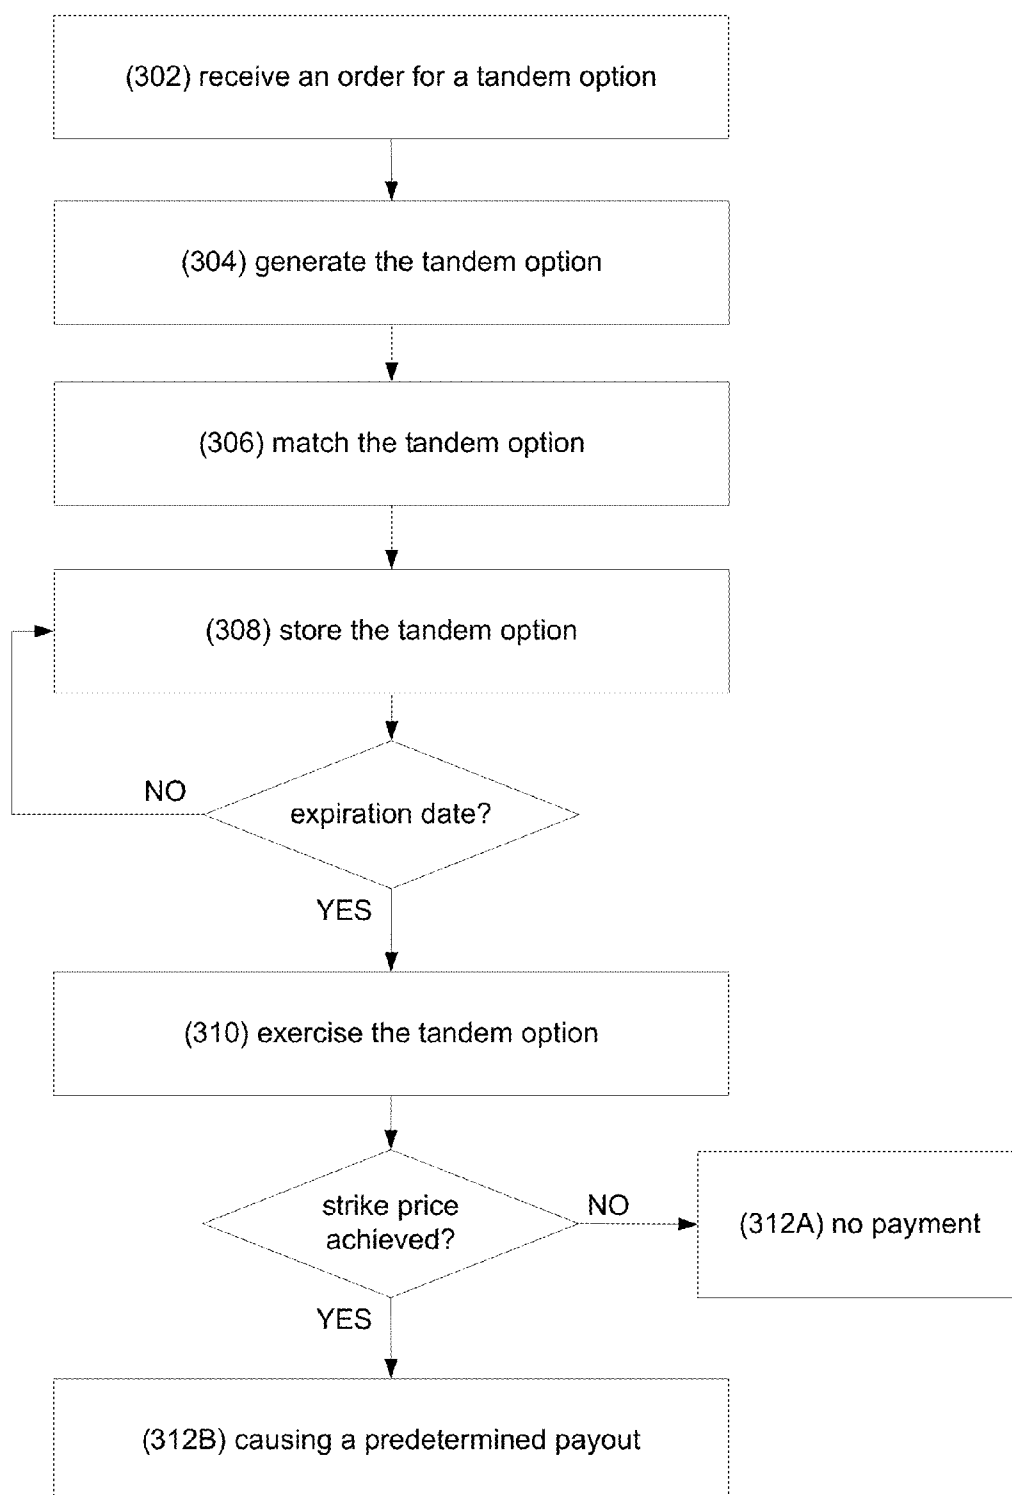 (302) receive an order for a tandem option
(304) generate the tandem option
(306) match the tandem option
(308) store the tandem option
NO
expiration date?
YES
(310) exercise the tandem option
strike price
achieved?
NO
(312A) no payment
YES
(312B) causing a predetermined payout